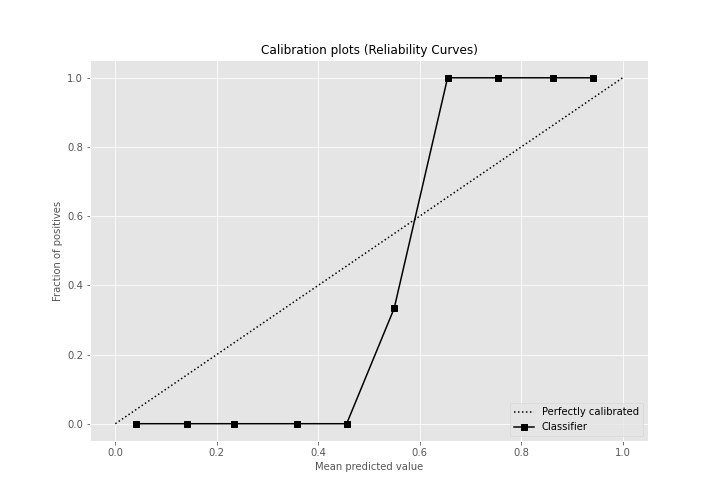 Calibration plots (Reliability Curves)
1.0
0.8
0.6
0.4
0.2
0.0
Fraction of positives
0.0 0.2 0.4 0.6 0.8 1.0
Mean predicted value
Perfectly calibrated
Classifier